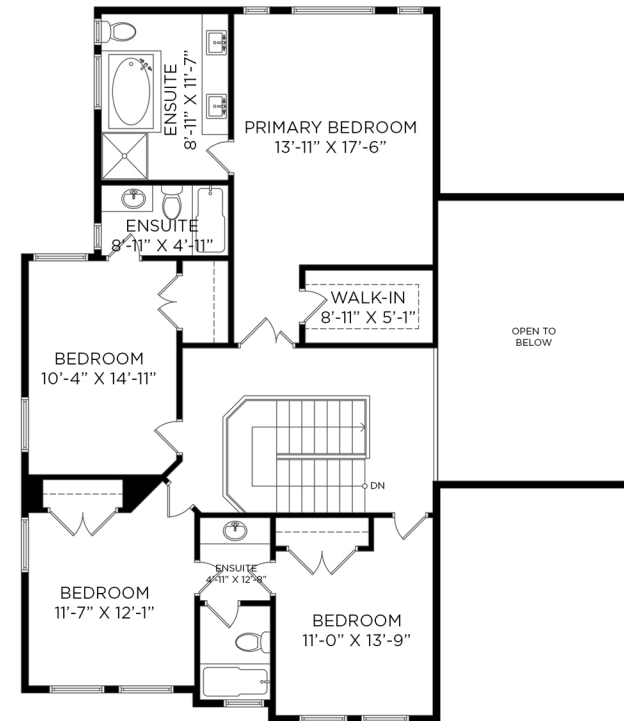 ENSUITE
8'-11" X 11'-7"
PRIMARY BEDROOM
13'-11" X 17'-6"
ENSUITE
8'-11" X 4'-11"
WALK-IN
8'-11" X 5'-1"
OPEN TO
BELOW
BEDROOM
10'-4" X 14'-11"
DN
ENSUITE
4'-11" X 12'-8"
BEDROOM
11'-7" X 12'-1"
BEDROOM
11'-0" X 13'-9"